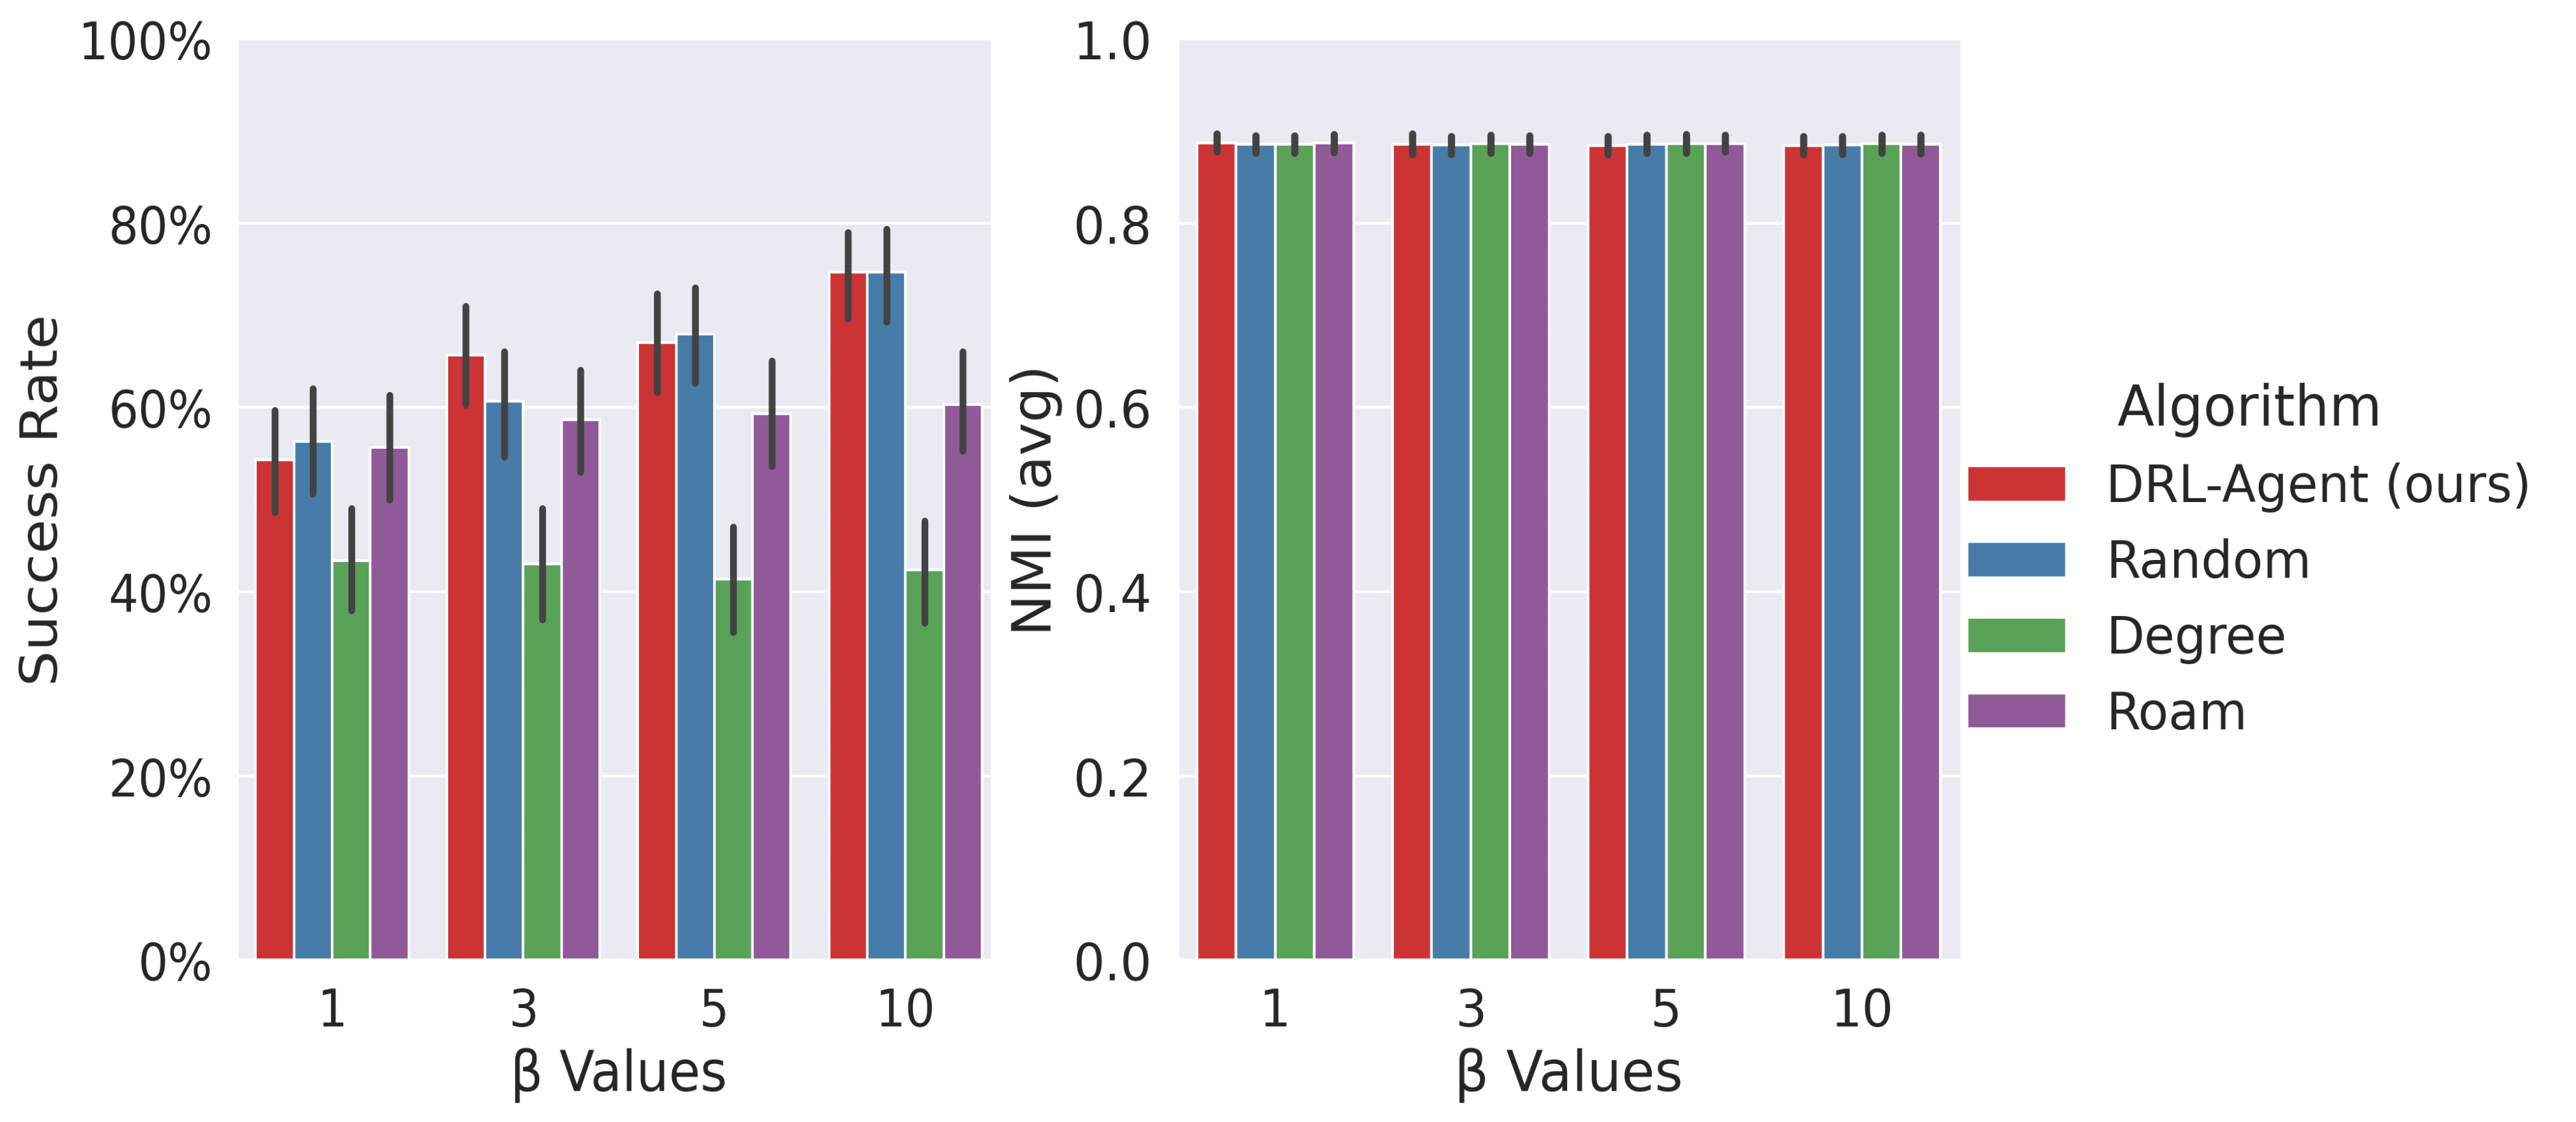 100%
80%
60%
40%
20%
0%
Success Rate
1 3 5 10
β Values
1.0
0.8
0.6
0.4
0.2
0.0
NMI (avg)
1 3 5 10
β Values
Algorithm
DRL-Agent (ours)
Random
Degree
Roam